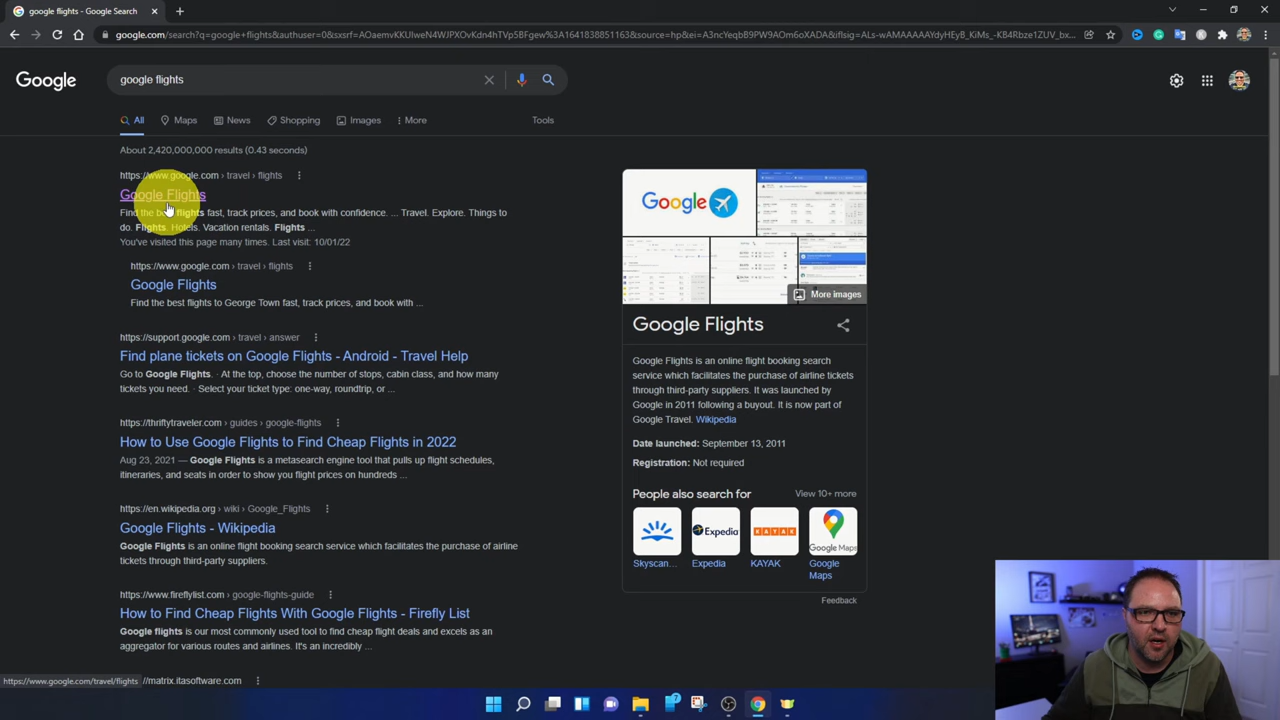 google flights - Google Search
google.com/search?q=google+flights&authuser=0&sxsrf=AOaemvKKUIweN4WJPOyKdn4hTVp5BFgew%3A1641838851163&source=hp&ei=A3ncYeqbB9PW9AOm6oXADA&iflsig=ALs-wAMAAAAAYdyHEyB_KiMs_-KB4Rbze1ZUV_bx...
Google
google flights
All
Maps
News
Shopping
Images
More
Tools
About 2,420,000,000 results (0.43 seconds)
https://www.google.com › travel › flights
Google Flights
Find the best flights fast, track prices, and book with confidence. ... Travel. Explore. Things to
Flights. Hotels. Vacation rentals. Flights ...
You've visited this page many times. Last visit: 10/01/22
https://www.google.com › travel › flights
Google Flights
Find the best flights to George Town fast, track prices, and book with ...
https://support.google.com › travel › answer
Find plane tickets on Google Flights - Android - Travel Help
Go to Google Flights. · At the top, choose the number of stops, cabin class, and how many
tickets you need. · Select your ticket type: one-way, roundtrip, or ...
https://thriftytraveler.com › guides › google-flights
How to Use Google Flights to Find Cheap Flights in 2022
Aug 23, 2021 — Google Flights is a metasearch engine tool that pulls up flight schedules,
itineraries, and seats in order to show you flight prices on hundreds ...
https://en.wikipedia.org › wiki › Google_Flights
Google Flights - Wikipedia
Google Flights is an online flight booking search service which facilitates the purchase of airline
tickets through third-party suppliers.
https://www.fireflylist.com › google-flights-guide
How to Find Cheap Flights With Google Flights - Firefly List
Google flights is our most commonly used tool to find cheap flight deals and excels as an
aggregator for various routes and airlines. It's an incredibly ...
https://www.google.com/travel/flights
//matrix.itasoftware.com
Google
More images
Google Flights
Google Flights is an online flight booking search
service which facilitates the purchase of airline
tickets through third-party suppliers. It was launched by
Google in 2011 following a buyout. It is now part of
Google Travel. Wikipedia
Date launched: September 13, 2011
Registration: Not required
People also search for
View 10+ more
Expedia
KAYAK
Google Maps
Skyscan...
Expedia
KAYAK
Google
Maps
Feedback
7